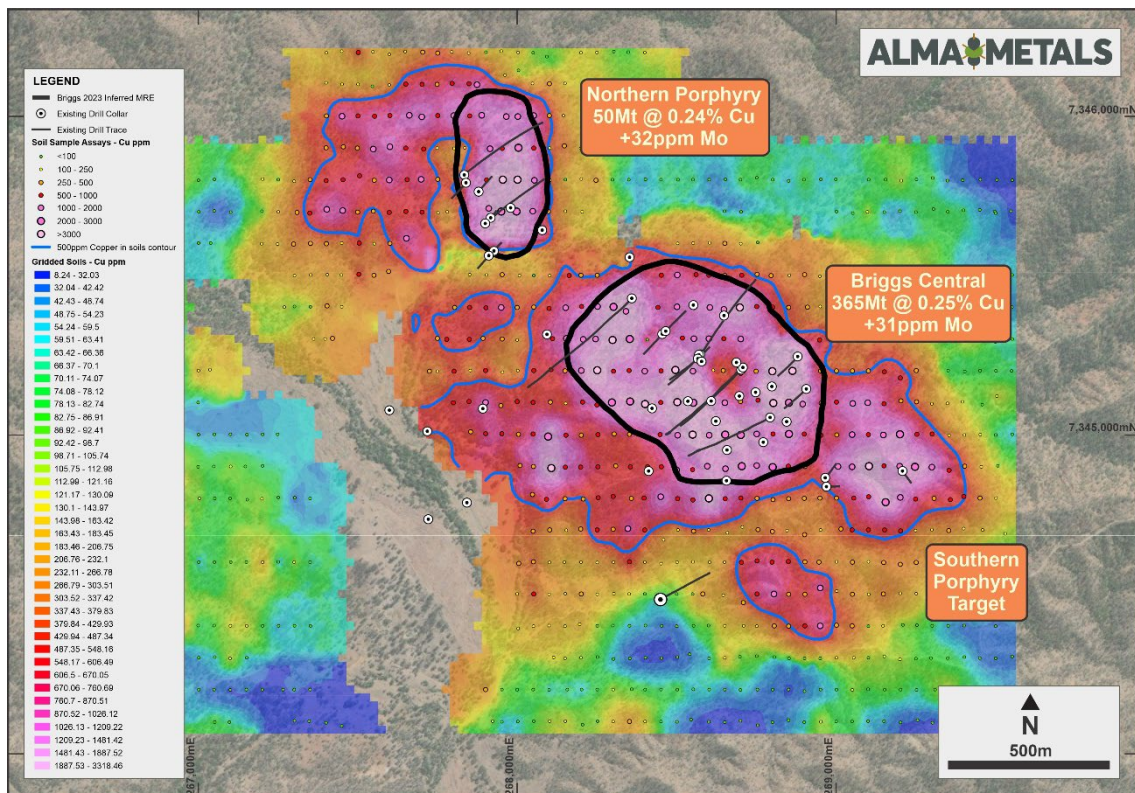 ALMA METALS
LEGEND
Briggs 2023 Inferred MRE
Existing Drill Collar
Existing Drill Trace
Soil Sample Assays - Cu ppm
<100
100 - 250
250 - 500
500 - 1000
1000 - 2000
2000 - 3000
>3000
500ppm Copper in soils contour
Gridded Soils - Cu ppm
8.24 - 32.03
32.04 - 42.42
42.43 - 48.74
48.75 - 54.23
54.24 - 59.5
59.51 - 63.41
63.42 - 66.36
66.37 - 70.1
70.11 - 74.07
74.08 - 78.12
78.13 - 82.74
82.75 - 86.91
86.92 - 92.41
92.42 - 98.7
98.71 - 105.74
105.75 - 112.98
112.99 - 121.16
121.17 - 130.09
130.1 - 143.97
143.98 - 163.42
163.43 - 183.45
183.46 - 206.75
206.76 - 232.1
232.11 - 266.78
266.79 - 303.51
303.52 - 337.42
337.43 - 379.83
379.84 - 429.93
429.94 - 487.34
487.35 - 548.16
548.17 - 606.49
606.5 - 670.05
670.06 - 760.69
760.7 - 870.51
870.52 - 1026.12
1026.13 - 1209.22
1209.23 - 1481.42
1481.43 - 1887.52
1887.53 - 3318.46
Northern Porphyry
50Mt @ 0.24% Cu
+32ppm Mo
7,346,000mN
Briggs Central
365Mt @ 0.25% Cu
+31ppm Mo
7,345,000mN
Southern
Porphyry
Target
N
500m
267,000mE
268,000mE
269,000mE